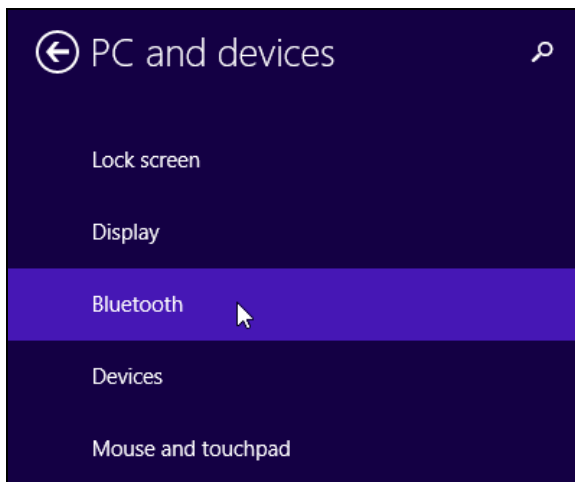 PC and devices
Lock screen
Display
Bluetooth
Devices
Mouse and touchpad